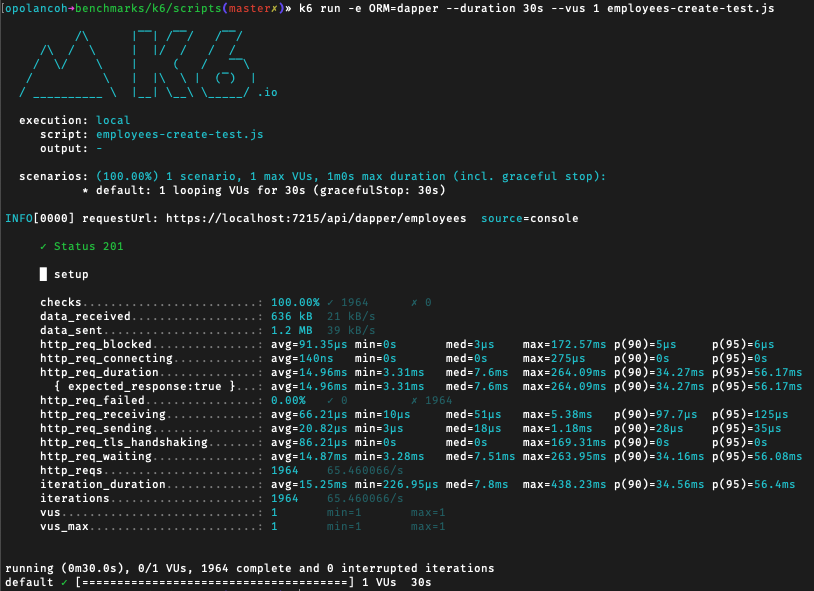 [opolancoh→benchmarks/k6/scripts(master✗)» k6 run -e ORM=dapper --duration 30s --vus 1 employees-create-test.js
          /\      |‾‾| /‾‾/   /‾‾/
     /\  /  \     |  |/  /   /  /
    /  \/    \    |     (   /   ‾‾\
   /          \   |  |\  \ |  (‾)  |
  / __________ \  |__| \__\ \_____/ .io
  execution: local
     script: employees-create-test.js
     output: -
  scenarios: (100.00%) 1 scenario, 1 max VUs, 1m0s max duration (incl. graceful stop):
           * default: 1 looping VUs for 30s (gracefulStop: 30s)
INFO[0000] requestUrl: https://localhost:7215/api/dapper/employees  source=console
     ✓ Status 201
     █ setup
     checks.........................: 100.00% ✓ 1964      ✗ 0
     data_received..................: 636 kB  21 kB/s
     data_sent......................: 1.2 MB  39 kB/s
     http_req_blocked...............: avg=91.35µs min=0s       med=3µs    max=172.57ms p(90)=5µs     p(95)=6µs
     http_req_connecting............: avg=140ns   min=0s       med=0s     max=275µs    p(90)=0s      p(95)=0s
     http_req_duration..............: avg=14.96ms min=3.31ms   med=7.6ms  max=264.09ms p(90)=34.27ms p(95)=56.17ms
       { expected_response:true }...: avg=14.96ms min=3.31ms   med=7.6ms  max=264.09ms p(90)=34.27ms p(95)=56.17ms
     http_req_failed................: 0.00%   ✓ 0         ✗ 1964
     http_req_receiving.............: avg=66.21µs min=10µs     med=51µs   max=5.38ms   p(90)=97.7µs  p(95)=125µs
     http_req_sending...............: avg=20.82µs min=3µs      med=18µs   max=1.18ms   p(90)=28µs    p(95)=35µs
     http_req_tls_handshaking.......: avg=86.21µs min=0s       med=0s     max=169.31ms p(90)=0s      p(95)=0s
     http_req_waiting...............: avg=14.87ms min=3.28ms   med=7.51ms max=263.95ms p(90)=34.16ms p(95)=56.08ms
     http_reqs......................: 1964    65.460066/s
     iteration_duration.............: avg=15.25ms min=226.95µs med=7.8ms  max=438.23ms p(90)=34.56ms p(95)=56.4ms
     iterations.....................: 1964    65.460066/s
     vus............................: 1       min=1       max=1
     vus_max........................: 1       min=1       max=1
running (0m30.0s), 0/1 VUs, 1964 complete and 0 interrupted iterations
default ✓ [======================================] 1 VUs  30s